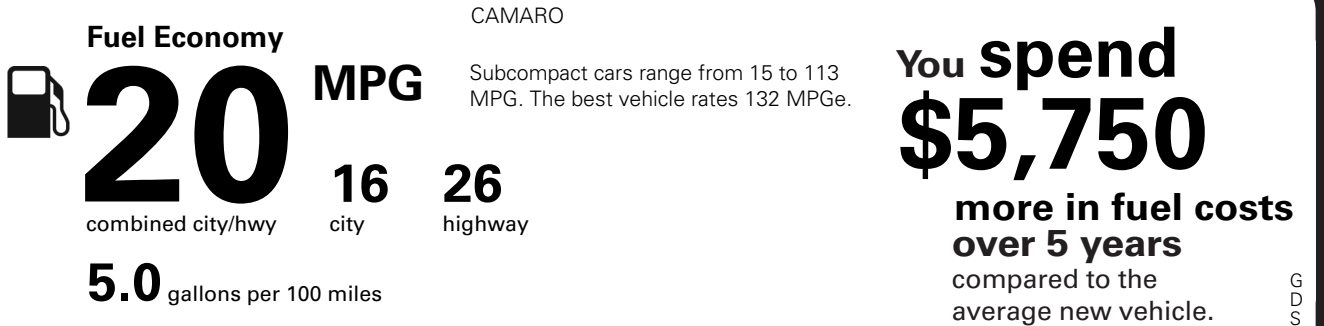 CAMARO
Fuel Economy
20 MPG
Subcompact cars range from 15 to 113
MPG. The best vehicle rates 132 MPGe.
16 26
combined city/hwy city highway
5.0 gallons per 100 miles
You spend
$5,750
more in fuel costs
over 5 years
compared to the
average new vehicle.
G
D
S